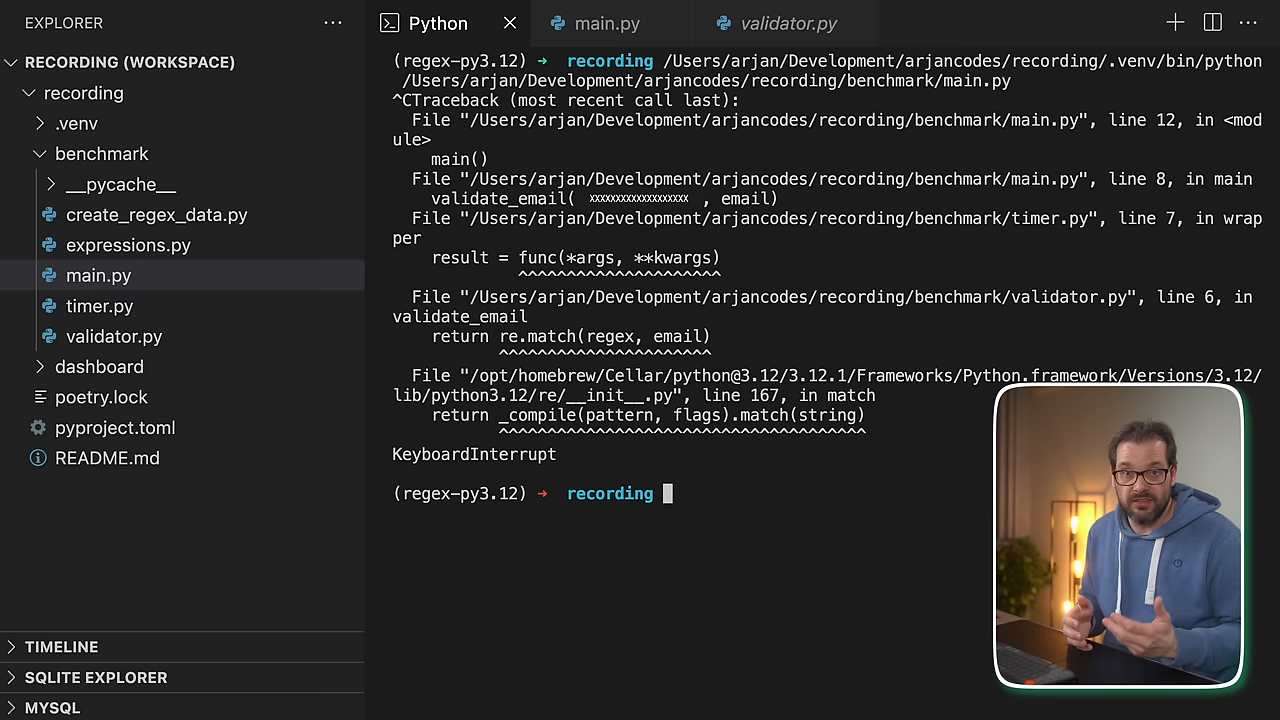 EXPLORER
RECORDING (WORKSPACE)
recording
.venv
benchmark
__pycache__
create_regex_data.py
expressions.py
main.py
timer.py
validator.py
dashboard
poetry.lock
pyproject.toml
README.md
TIMELINE
SQLITE EXPLORER
MYSQL
Python
main.py
validator.py
(regex-py3.12) ➜ recording /Users/arjan/Development/arjancodes/recording/.venv/bin/python
/Users/arjan/Development/arjancodes/recording/benchmark/main.py
^CTraceback (most recent call last):
File "/Users/arjan/Development/arjancodes/recording/benchmark/main.py", line 12, in <mod
ule>
main()
File "/Users/arjan/Development/arjancodes/recording/benchmark/main.py", line 8, in main
validate_email( , email)
File "/Users/arjan/Development/arjancodes/recording/benchmark/timer.py", line 7, in wrap
per
result = func(*args, **kwargs)
^^^^^^^^^^^^^^^^^^^^^
File "/Users/arjan/Development/arjancodes/recording/benchmark/validator.py", line 6, in
validate_email
return re.match(regex, email)
^^^^^^^^^^^^^^^^^^^^^^
File "/opt/homebrew/Cellar/python@3.12/3.12.1/Frameworks/Python.framework/Versions/3.12/
lib/python3.12/re/__init__.py", line 167, in match
return _compile(pattern, flags).match(string)
^^^^^^^^^^^^^^^^^^^^^^^^^^^^^^^^^^^^^^
KeyboardInterrupt
(regex-py3.12) ➜ recording